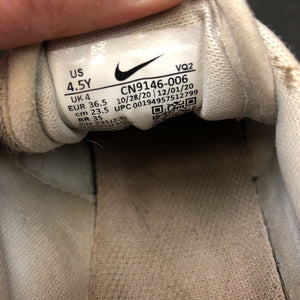 US
4.5Y
VQ2
UK 4
CN9146-006
EUR 36.5
10/28/20 | 12/01/20
cm 23.5
UPC 00194957512799
BR 35